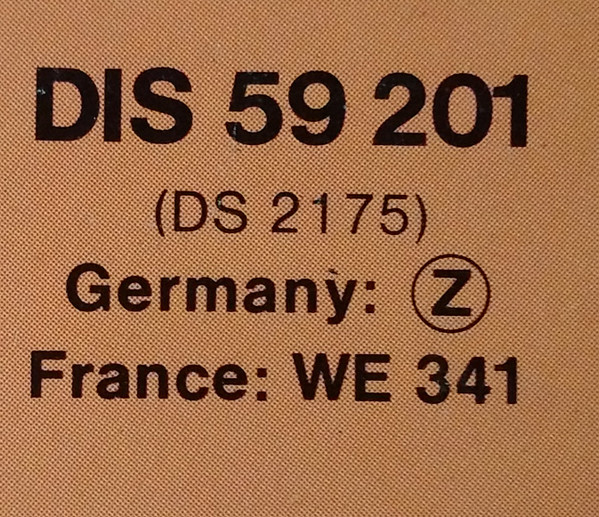 DIS 59 201
(DS 2175)
Germany: Ⓩ
France: WE 341